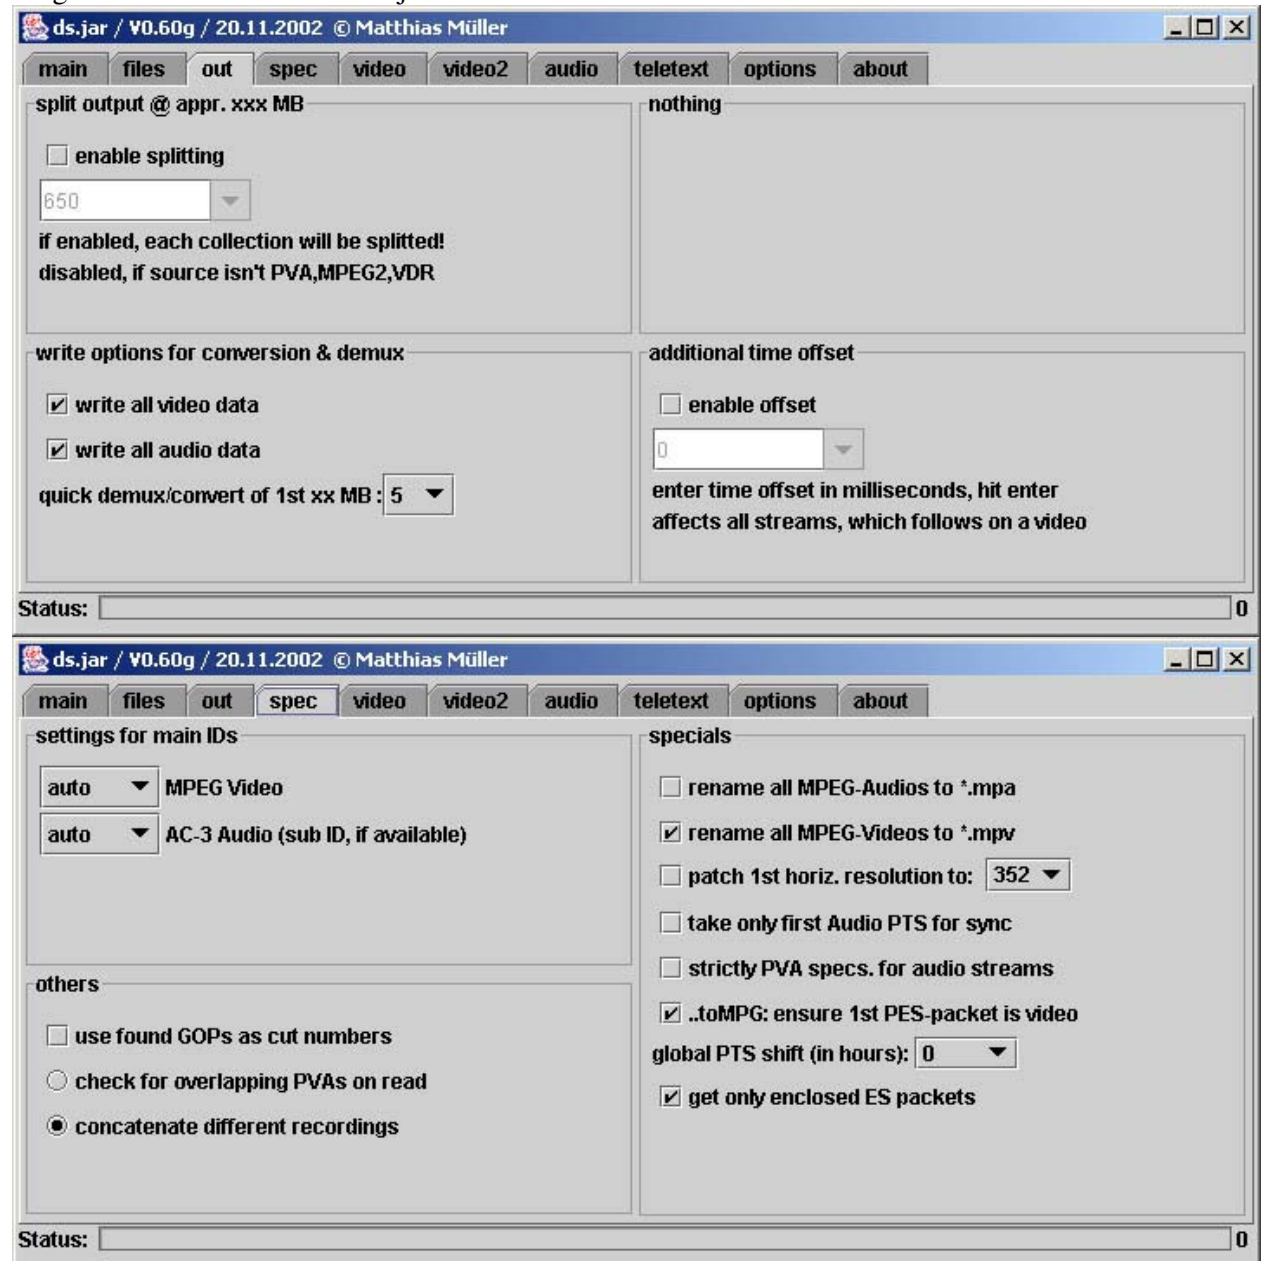 ds.jar / V0.60g / 20.11.2002 © Matthias Müller
main files out spec video video2 audio teletext options about
split output @ appr. xxx MB
enable splitting
650
if enabled, each collection will be splitted!
disabled, if source isn't PVA,MPEG2,VDR
nothing
write options for conversion & demux
write all video data
write all audio data
quick demux/convert of 1st xx MB : 5
additional time offset
enable offset
0
enter time offset in milliseconds, hit enter
affects all streams, which follows on a video
Status: 0
ds.jar / V0.60g / 20.11.2002 © Matthias Müller
main files out spec video video2 audio teletext options about
settings for main IDs
auto MPEG Video
auto AC-3 Audio (sub ID, if available)
others
use found GOPs as cut numbers
check for overlapping PVAs on read
concatenate different recordings
specials
rename all MPEG-Audios to *.mpa
rename all MPEG-Videos to *.mpv
patch 1st horiz. resolution to: 352
take only first Audio PTS for sync
strictly PVA specs. for audio streams
..toMPG: ensure 1st PES-packet is video
global PTS shift (in hours): 0
get only enclosed ES packets
Status: 0